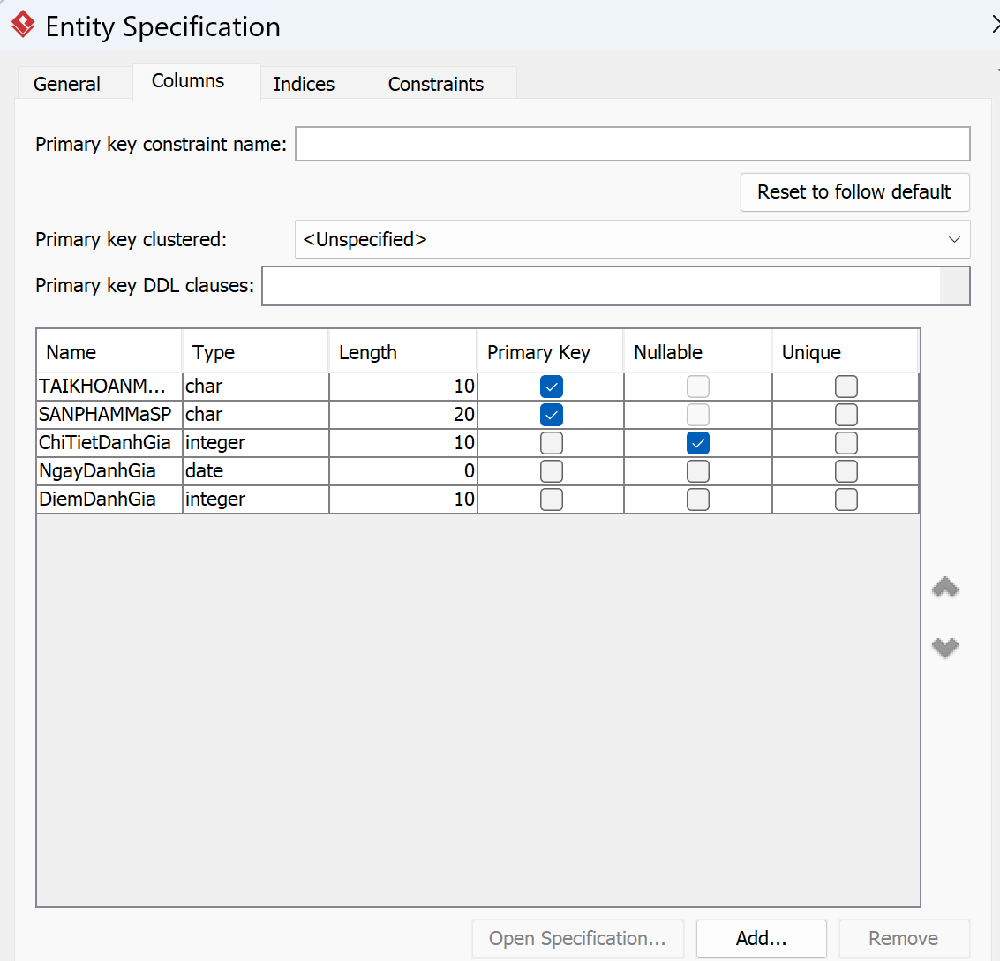 Entity Specification
General Columns Indices Constraints
Primary key constraint name:
Reset to follow default
Primary key clustered: <Unspecified>
Primary key DDL clauses:
Name Type Length Primary Key Nullable Unique
TAIKHOANM... char 10
SANPHAMMaSP char 20
ChiTietDanhGia integer 10
NgayDanhGia date 0
DiemDanhGia integer 10
Open Specification... Add... Remove